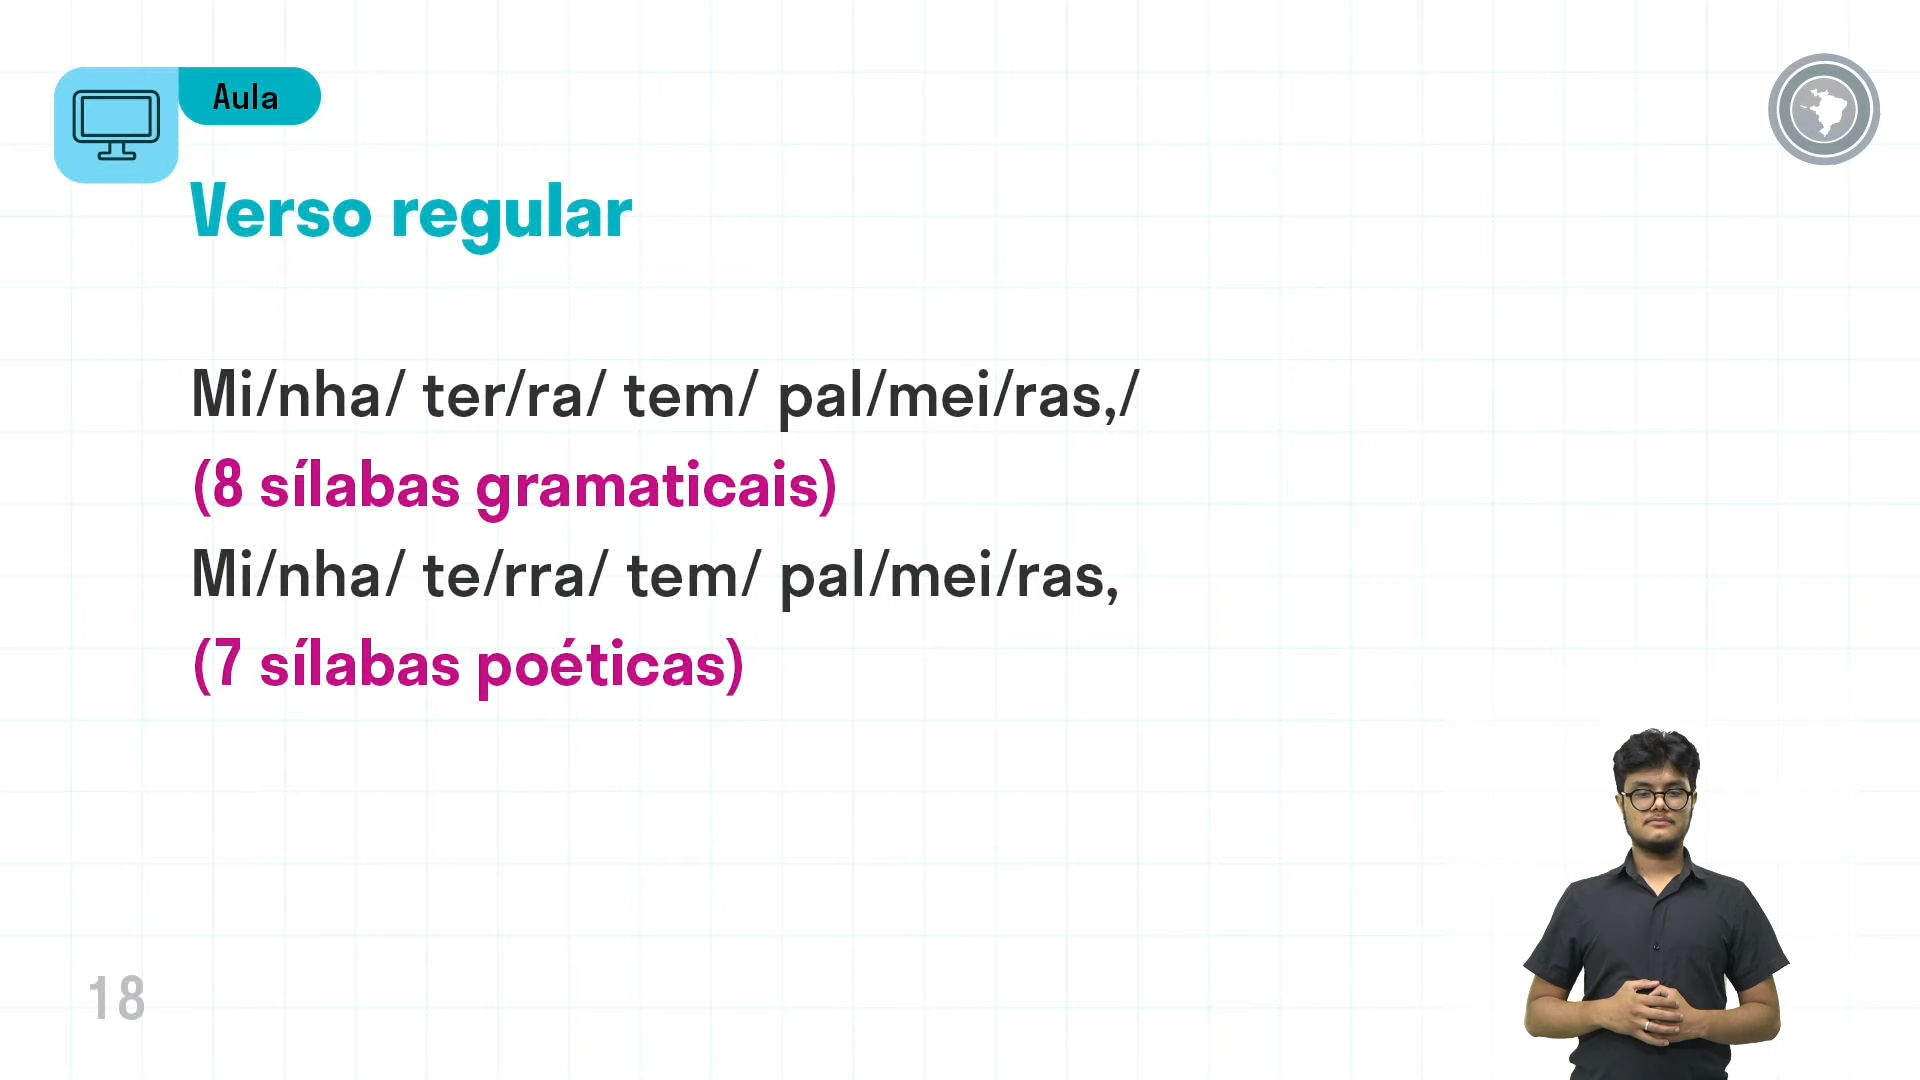 Aula
Verso regular
Mi/nha/ ter/ra/ tem/ pal/mei/ras,/
(8 sílabas gramaticais)
Mi/nha/ te/rra/ tem/ pal/mei/ras,
(7 sílabas poéticas)
18